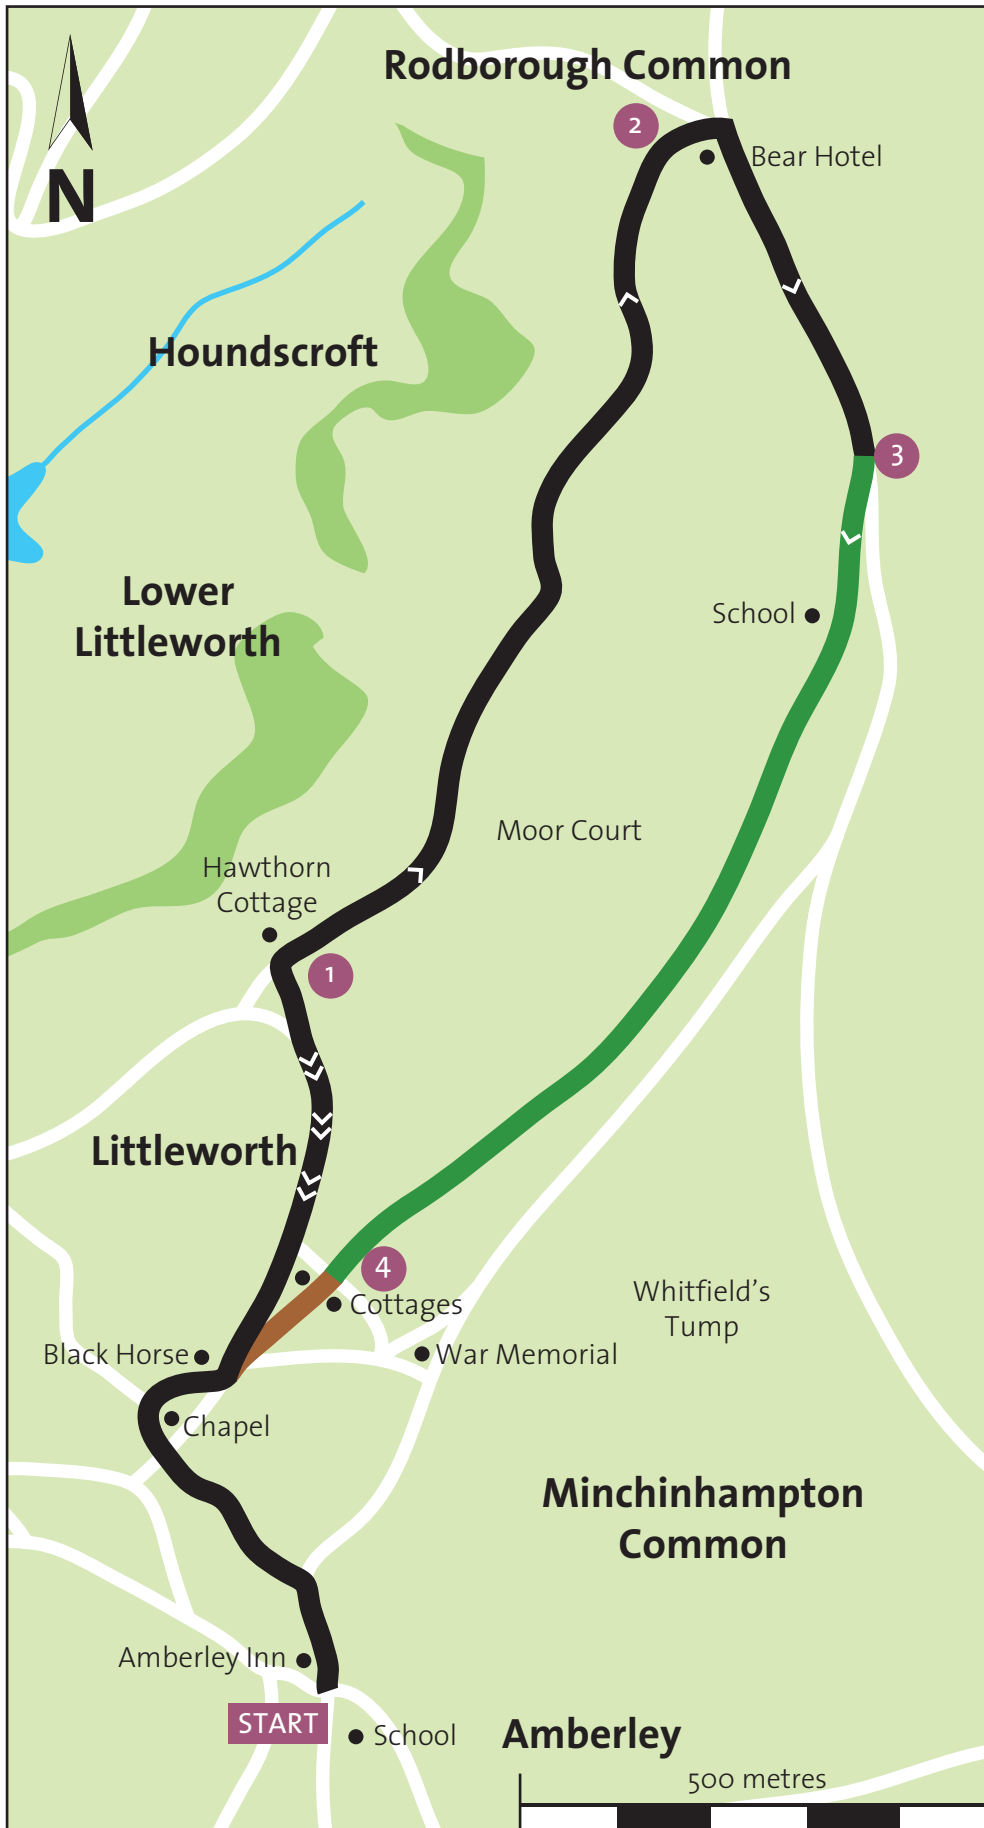 Rodborough Common
2
Bear Hotel
N
Houndscroft
3
Lower
Littleworth
School
Moor Court
Hawthorn
Cottage
1
Littleworth
4
Cottages
Whitfield's
Tump
Black Horse
War Memorial
Chapel
Minchinhampton
Common
Amberley Inn
START
School
Amberley
500 metres